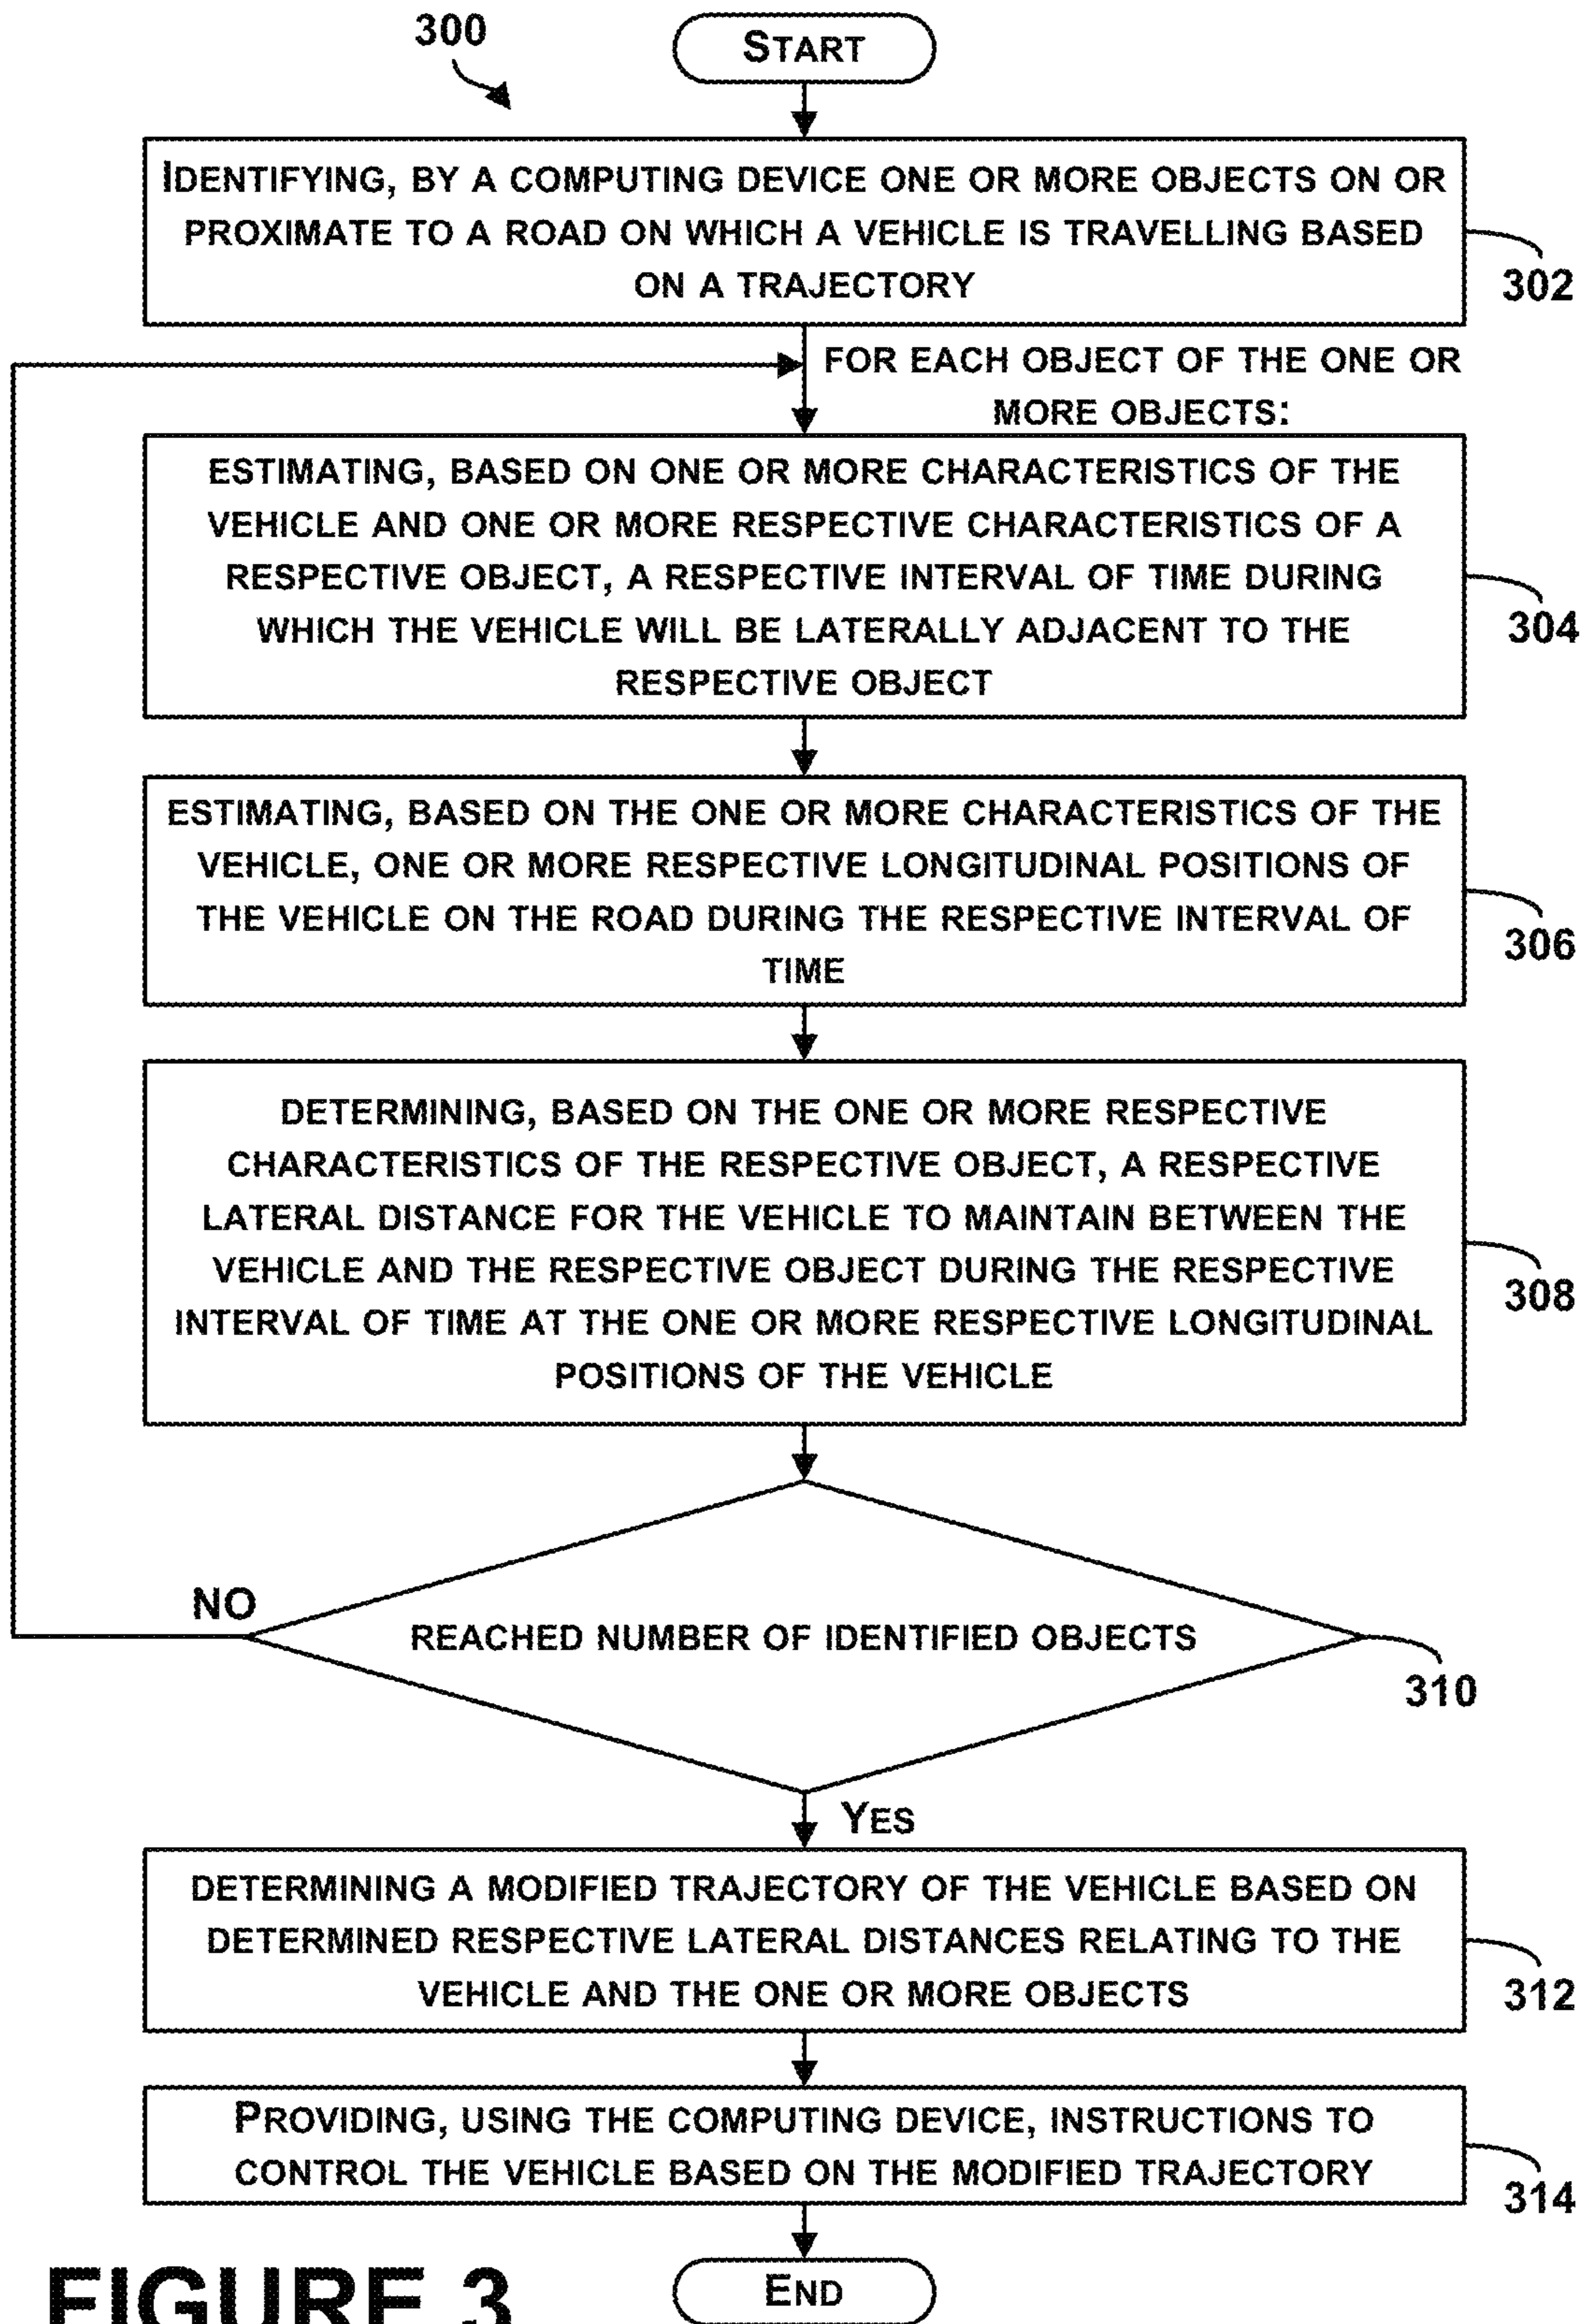 300
START
IDENTIFYING, BY A COMPUTING DEVICE ONE OR MORE OBJECTS ON OR
PROXIMATE TO A ROAD ON WHICH A VEHICLE IS TRAVELLING BASED
ON A TRAJECTORY
302
FOR EACH OBJECT OF THE ONE OR
MORE OBJECTS:
ESTIMATING, BASED ON ONE OR MORE CHARACTERISTICS OF THE
VEHICLE AND ONE OR MORE RESPECTIVE CHARACTERISTICS OF A
RESPECTIVE OBJECT, A RESPECTIVE INTERVAL OF TIME DURING
WHICH THE VEHICLE WILL BE LATERALLY ADJACENT TO THE
RESPECTIVE OBJECT
304
ESTIMATING, BASED ON THE ONE OR MORE CHARACTERISTICS OF THE
VEHICLE, ONE OR MORE RESPECTIVE LONGITUDINAL POSITIONS OF
THE VEHICLE ON THE ROAD DURING THE RESPECTIVE INTERVAL OF
TIME
306
DETERMINING, BASED ON THE ONE OR MORE RESPECTIVE
CHARACTERISTICS OF THE RESPECTIVE OBJECT, A RESPECTIVE
LATERAL DISTANCE FOR THE VEHICLE TO MAINTAIN BETWEEN THE
VEHICLE AND THE RESPECTIVE OBJECT DURING THE RESPECTIVE
INTERVAL OF TIME AT THE ONE OR MORE RESPECTIVE LONGITUDINAL
POSITIONS OF THE VEHICLE
308
NO
REACHED NUMBER OF IDENTIFIED OBJECTS
310
YES
DETERMINING A MODIFIED TRAJECTORY OF THE VEHICLE BASED ON
DETERMINED RESPECTIVE LATERAL DISTANCES RELATING TO THE
VEHICLE AND THE ONE OR MORE OBJECTS
312
PROVIDING, USING THE COMPUTING DEVICE, INSTRUCTIONS TO
CONTROL THE VEHICLE BASED ON THE MODIFIED TRAJECTORY
314
FIGURE 3
END